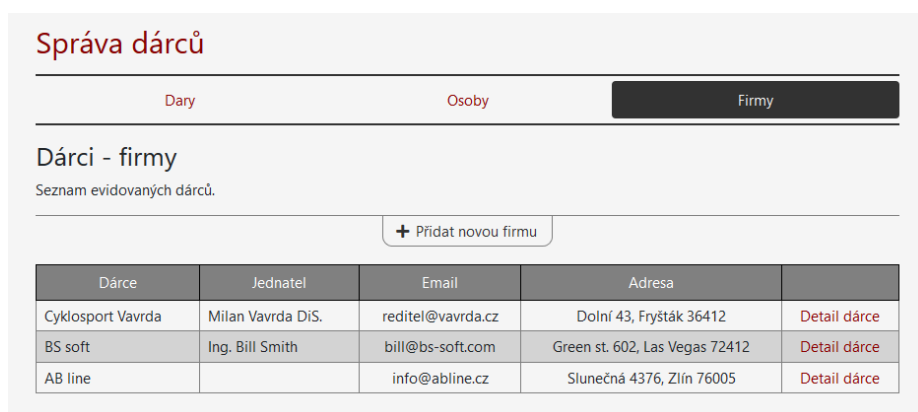 Správa dárců
Dary Osoby Firmy
Dárci - firmy
Seznam evidovaných dárců.
+ Přidat novou firmu
Dárce Jednatel Email Adresa
Cyklosport Vavrda Milan Vavrda DiS. reditel@vavrda.cz Dolní 43, Fryšták 36412 Detail dárce
BS soft Ing. Bill Smith bill@bs-soft.com Green st. 602, Las Vegas 72412 Detail dárce
AB line info@abline.cz Slunečná 4376, Zlín 76005 Detail dárce